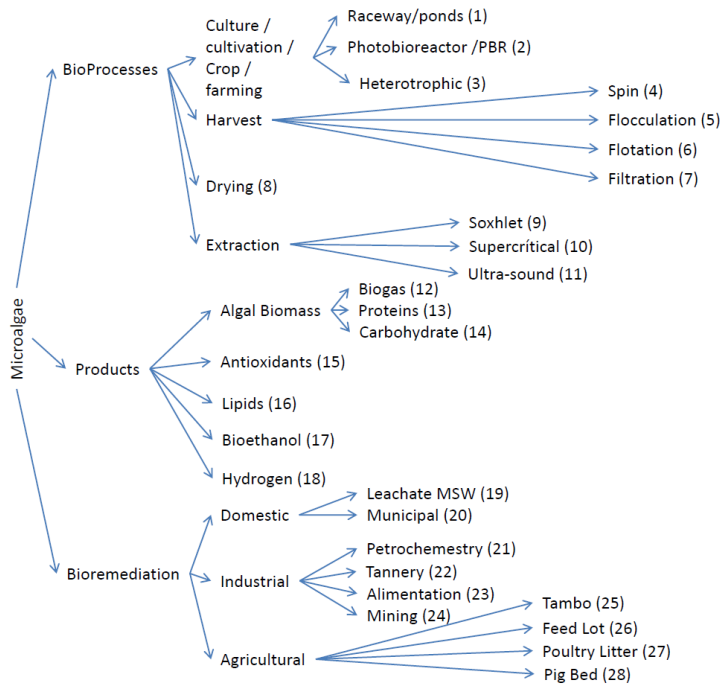 Microalgae
BioProcesses
Culture /
cultivation /
Crop /
farming
Raceway/ponds (1)
Photobioreactor /PBR (2)
Heterotrophic (3)
Harvest
Spin (4)
Flocculation (5)
Flotation (6)
Filtration (7)
Drying (8)
Extraction
Soxhlet (9)
Supercrítical (10)
Ultra-sound (11)
Products
Algal Biomass
Biogas (12)
Proteins (13)
Carbohydrate (14)
Antioxidants (15)
Lipids (16)
Bioethanol (17)
Hydrogen (18)
Bioremediation
Domestic
Leachate MSW (19)
Municipal (20)
Industrial
Petrochemestry (21)
Tannery (22)
Alimentation (23)
Mining (24)
Agricultural
Tambo (25)
Feed Lot (26)
Poultry Litter (27)
Pig Bed (28)